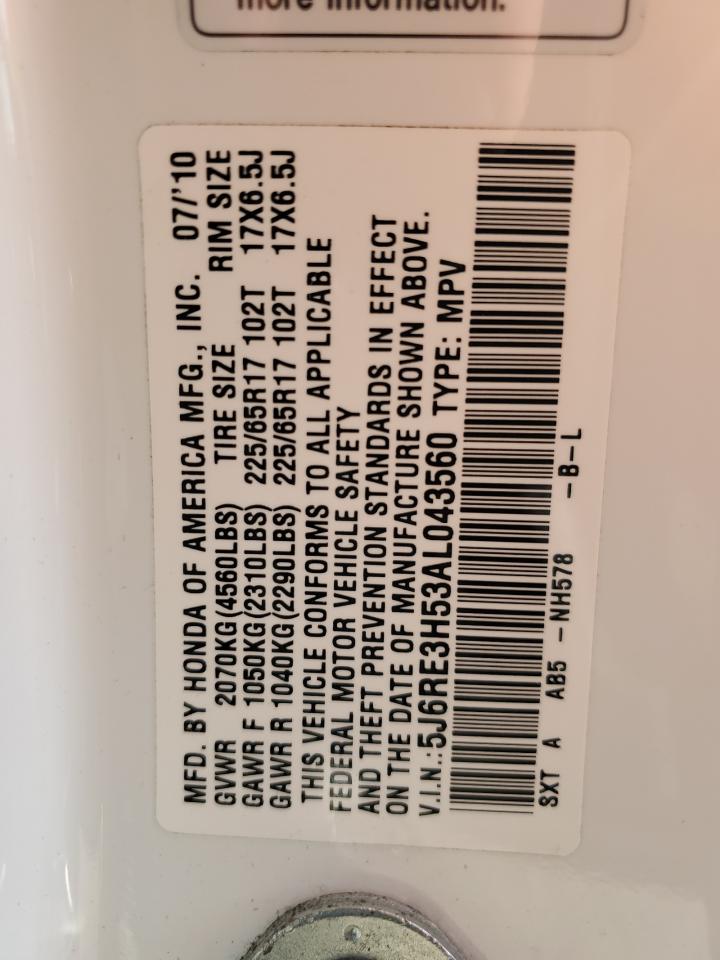 more information.
MFD. BY HONDA OF AMERICA MFG., INC. 07/'10
GVWR 2070KG(4560LBS) TIRE SIZE RIM SIZE
GAWR F 1050KG(2310LBS) 225/65R17 102T 17X6.5J
GAWR R 1040KG(2290LBS) 225/65R17 102T 17X6.5J
THIS VEHICLE CONFORMS TO ALL APPLICABLE
FEDERAL MOTOR VEHICLE SAFETY
AND THEFT PREVENTION STANDARDS IN EFFECT
ON THE DATE OF MANUFACTURE SHOWN ABOVE.
V.I.N.:5J6RE3H53AL043560 TYPE: MPV
SXT A AB5 -NH578 -B-L